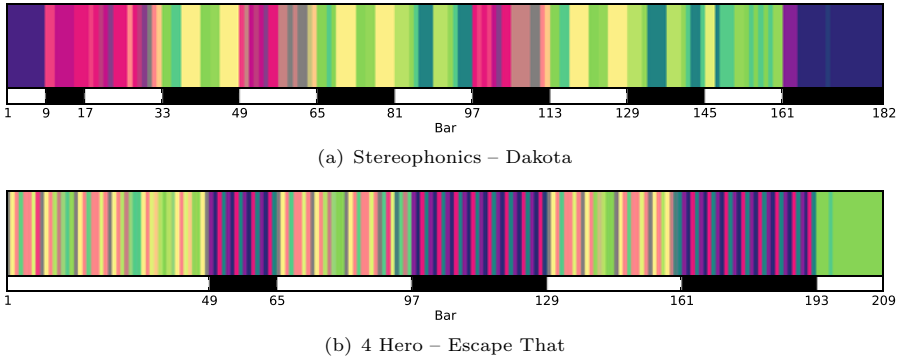 1 9 17 33 49 65 81 97 113 129 145 161 182
Bar
(a) Stereophonics – Dakota
1 49 65 97 129 161 193 209
Bar
(b) 4 Hero – Escape That